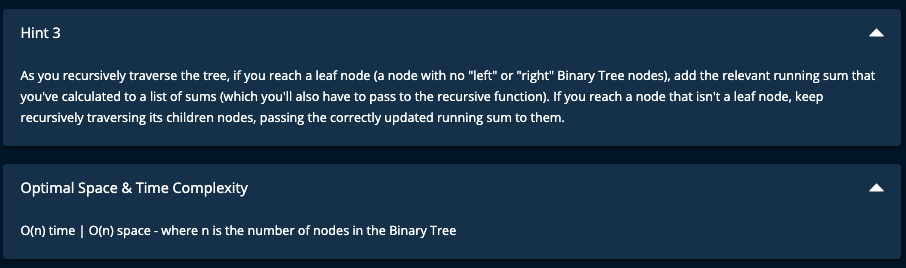 Hint 3
As you recursively traverse the tree, if you reach a leaf node (a node with no "left" or "right" Binary Tree nodes), add the relevant running sum that
you've calculated to a list of sums (which you'll also have to pass to the recursive function). If you reach a node that isn't a leaf node, keep
recursively traversing its children nodes, passing the correctly updated running sum to them.
Optimal Space & Time Complexity
O(n) time | O(n) space - where n is the number of nodes in the Binary Tree